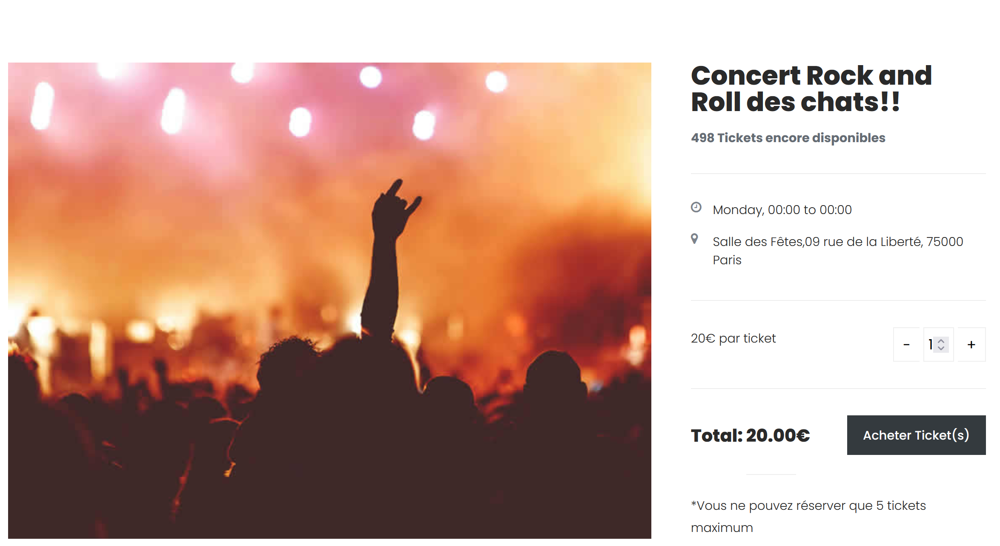 Concert Rock and
Roll des chats!!
498 Tickets encore disponibles
Monday, 00:00 to 00:00
Salle des Fêtes,09 rue de la Liberté, 75000
Paris
20€ par ticket
- 1 +
Total: 20.00€
Acheter Ticket(s)
*Vous ne pouvez réserver que 5 tickets
maximum